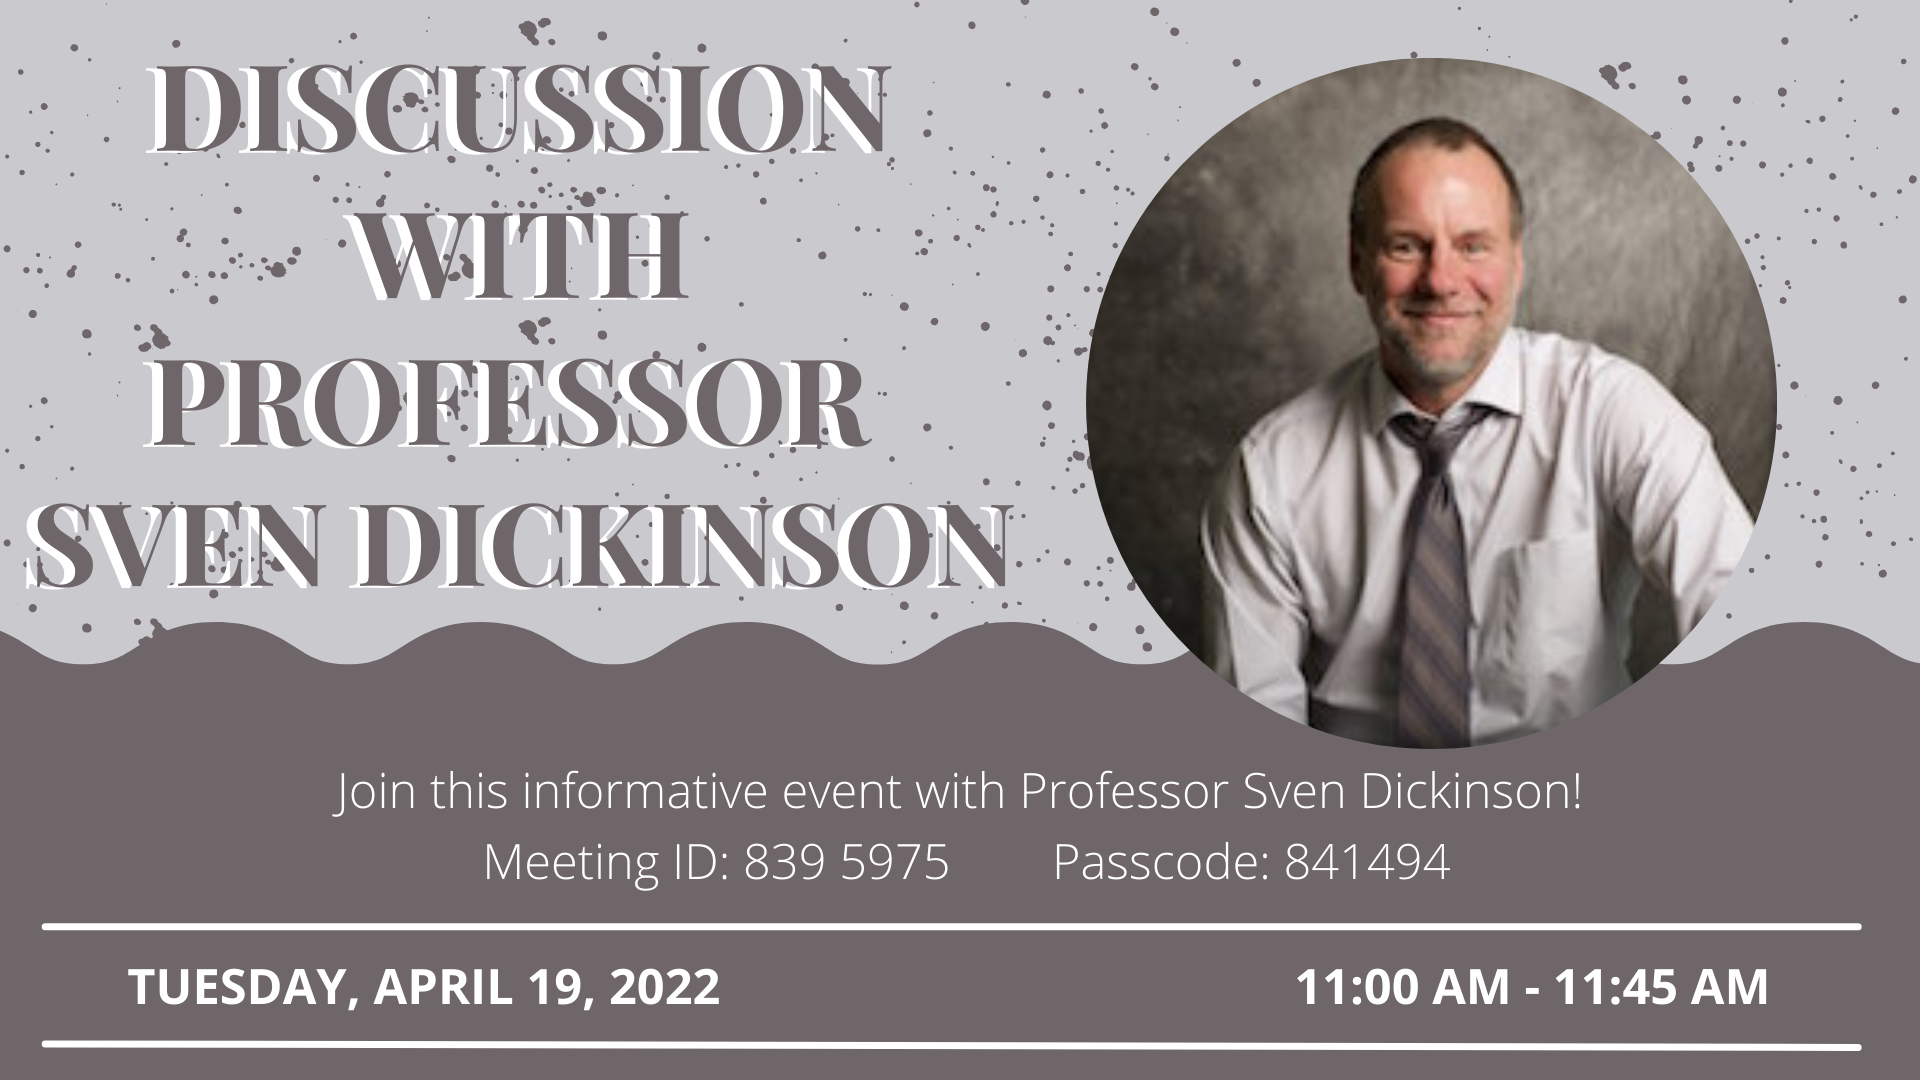 DISCUSSION
WITH
PROFESSOR
SVEN DICKINSON
Join this informative event with Professor Sven Dickinson!
Meeting ID: 839 5975 Passcode: 841494
TUESDAY, APRIL 19, 2022 11:00 AM - 11:45 AM